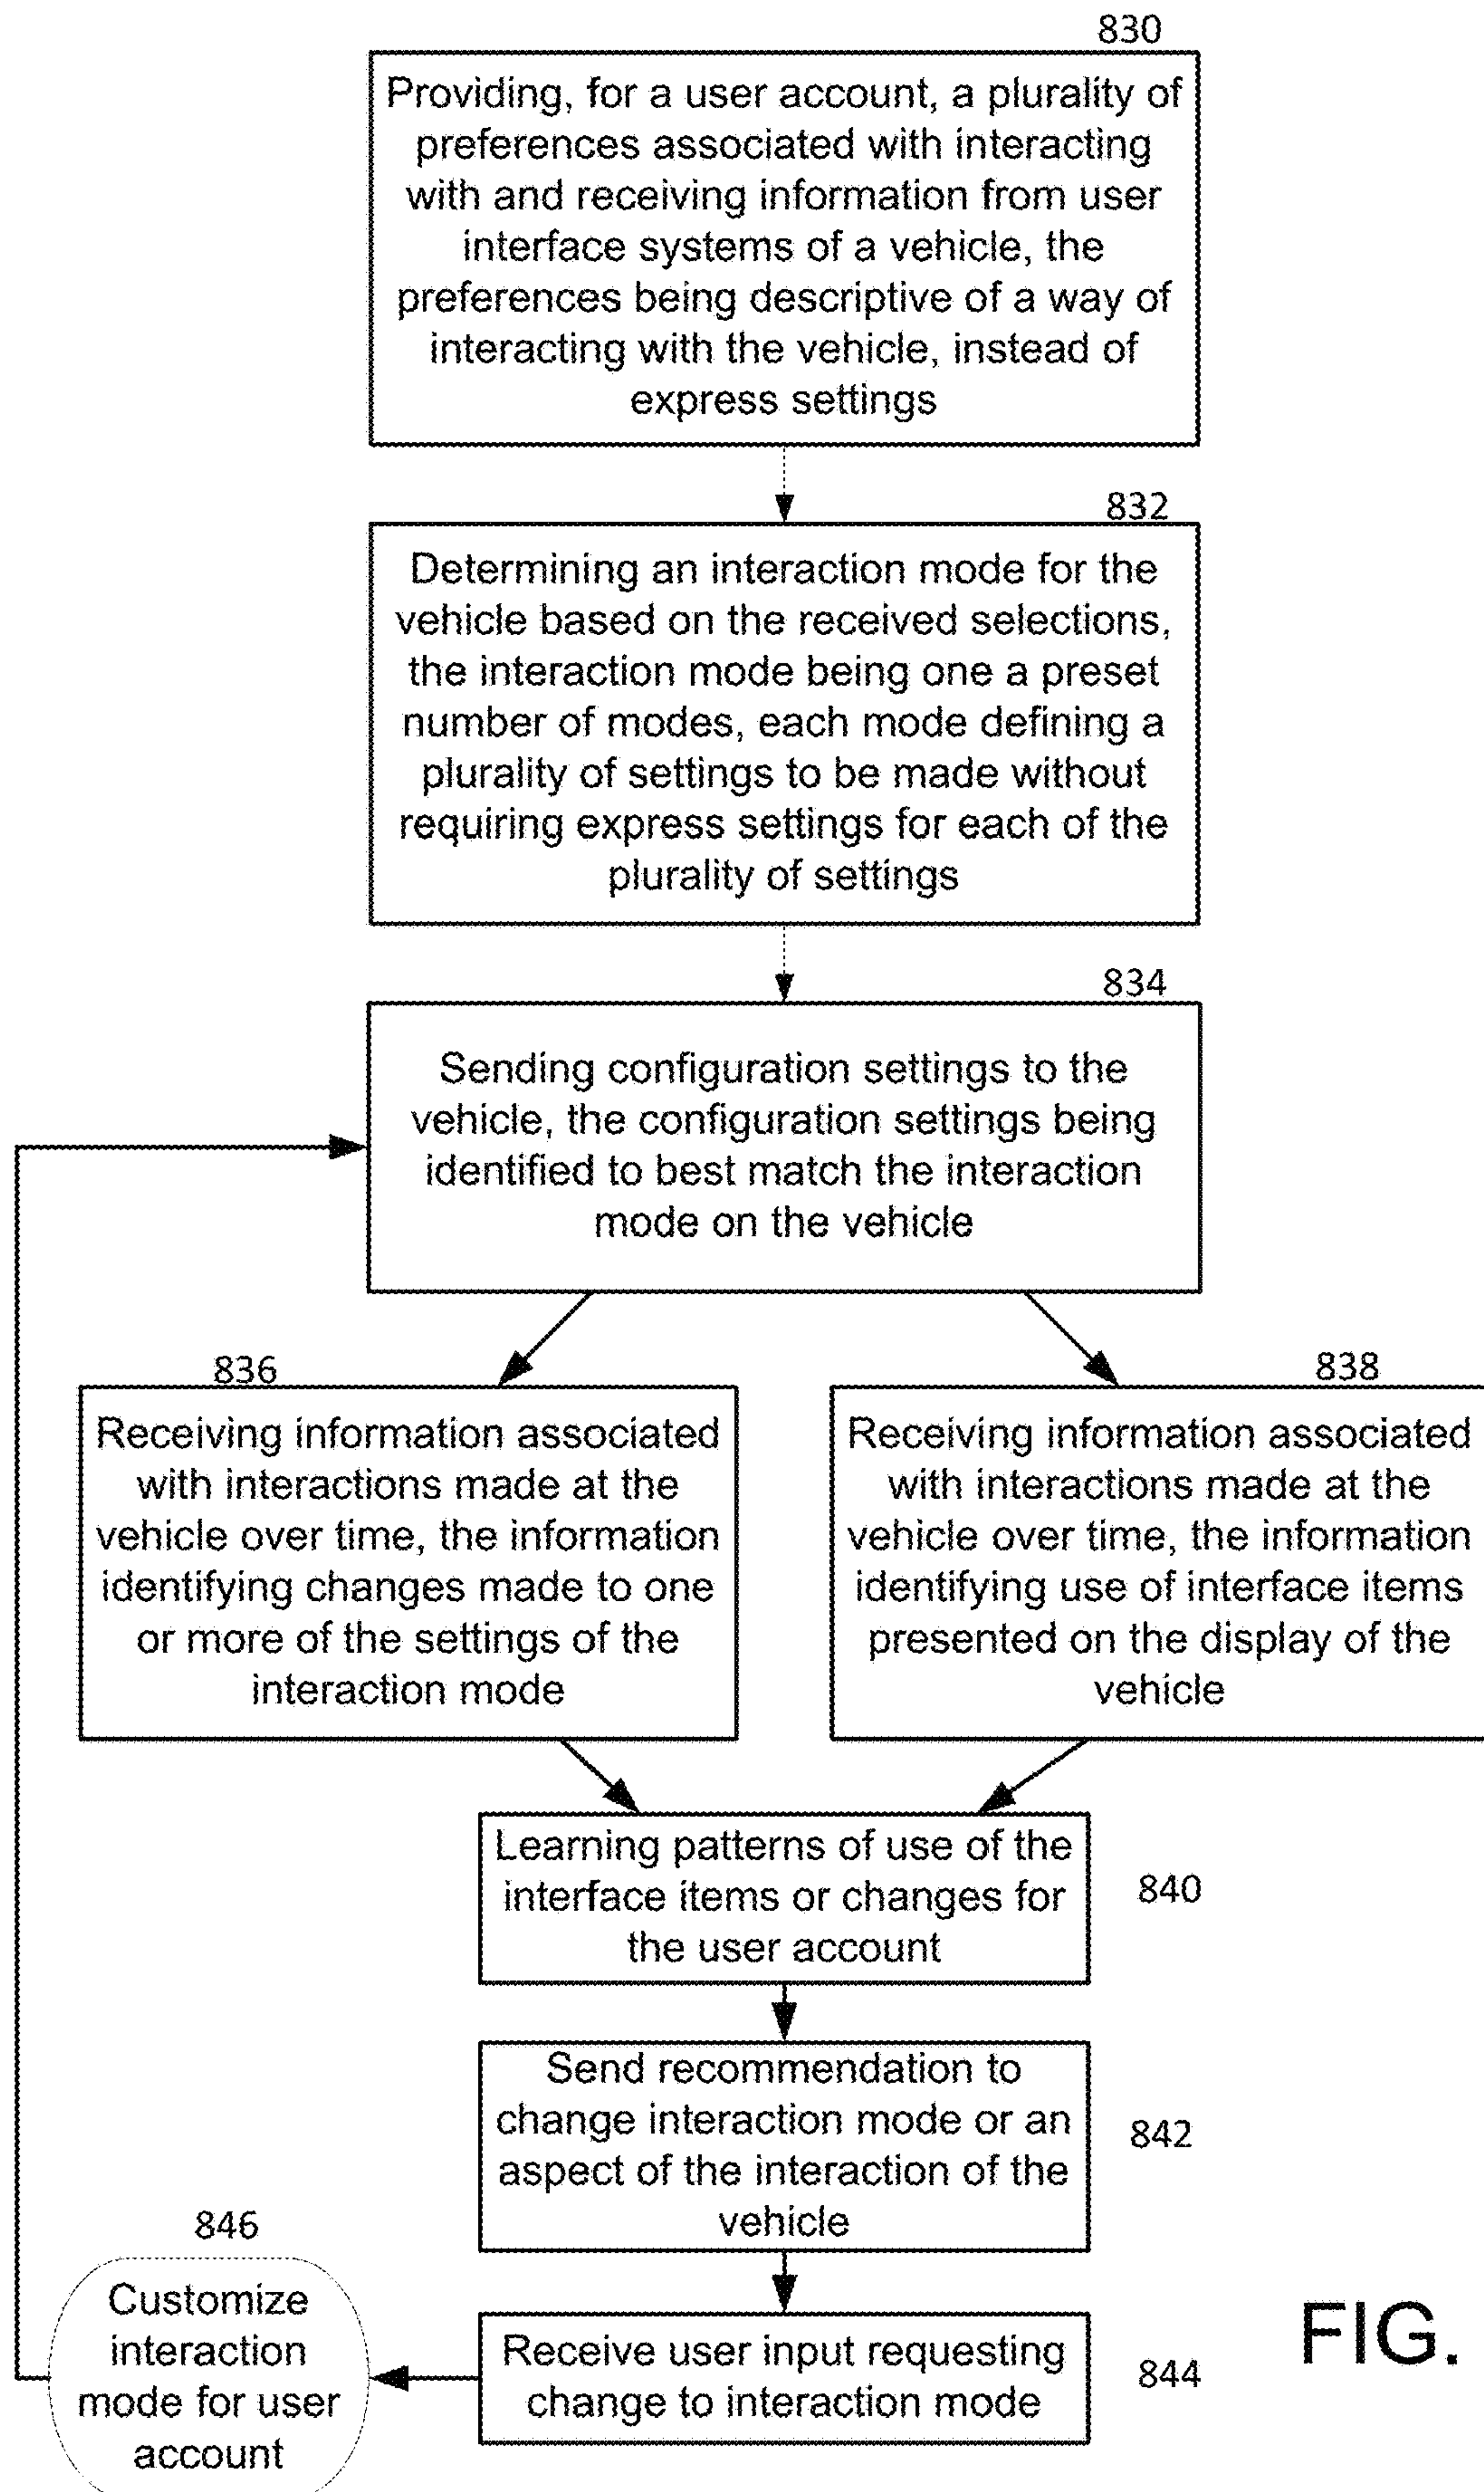 830
Providing, for a user account, a plurality of
preferences associated with interacting
with and receiving information from user
interface systems of a vehicle, the
preferences being descriptive of a way of
interacting with the vehicle, instead of
express settings
832
Determining an interaction mode for the
vehicle based on the received selections,
the interaction mode being one a preset
number of modes, each mode defining a
plurality of settings to be made without
requiring express settings for each of the
plurality of settings
834
Sending configuration settings to the
vehicle, the configuration settings being
identified to best match the interaction
mode on the vehicle
836
Receiving information associated
with interactions made at the
vehicle over time, the information
identifying changes made to one
or more of the settings of the
interaction mode
838
Receiving information associated
with interactions made at the
vehicle over time, the information
identifying use of interface items
presented on the display of the
vehicle
Learning patterns of use of the
interface items or changes for
the user account
840
Send recommendation to
change interaction mode or an
aspect of the interaction of the
vehicle
842
Receive user input requesting
change to interaction mode
844
846
Customize
interaction
mode for user
account
FIG.